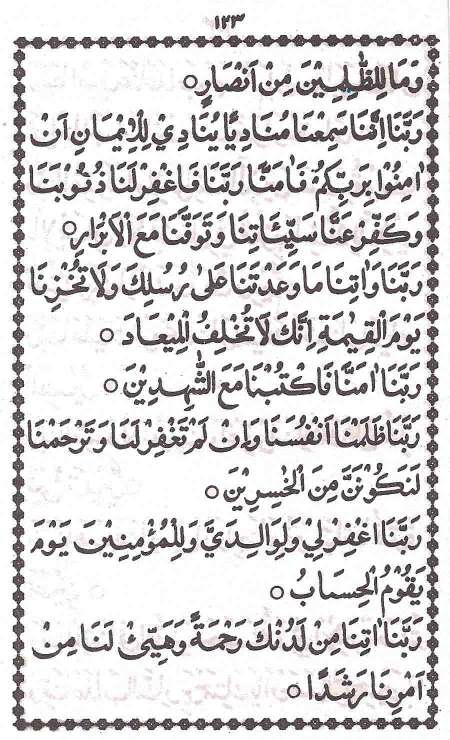 ١٢٣
وَمَا لِلظّٰلِمِيْنَ مِنْ اَنْصَارٍ○
رَبَّنَا اِنَّنَا سَمِعْنَا مُنَادِيًا يُّنَادِيْ لِلْاِيْمَانِ اَنْ
اٰمِنُوْا بِرَبِّكُمْ فَاٰمَنَّا رَبَّنَا فَاغْفِرْ لَنَا ذُنُوْبَنَا
وَكَفِّرْ عَنَّا سَيِّئَاتِنَا وَتَوَفَّنَا مَعَ الْاَبْرَارِ○
رَبَّنَا وَاٰتِنَا مَا وَعَدْتَنَا عَلٰى رُسُلِكَ وَلَا تُخْزِنَا
يَوْمَ الْقِيٰمَةِ اِنَّكَ لَا تُخْلِفُ الْمِيْعَادَ ○
رَبَّنَا اٰمَنَّا فَاكْتُبْنَا مَعَ الشّٰهِدِيْنَ ○
رَبَّنَا ظَلَمْنَا اَنْفُسَنَا وَاِنْ لَمْ تَغْفِرْ لَنَا وَتَرْحَمْنَا
لَنَكُوْنَنَّ مِنَ الْخٰسِرِيْنَ ○
رَبَّنَا اغْفِرْ لِيْ وَلِوَالِدَيَّ وَلِلْمُؤْمِنِيْنَ يَوْمَ
يَقُوْمُ الْحِسَابُ ○
رَبَّنَا اٰتِنَا مِنْ لَدُنْكَ رَحْمَةً وَهَيِّئْ لَنَا مِنْ
اَمْرِنَا رَشَدًا ○